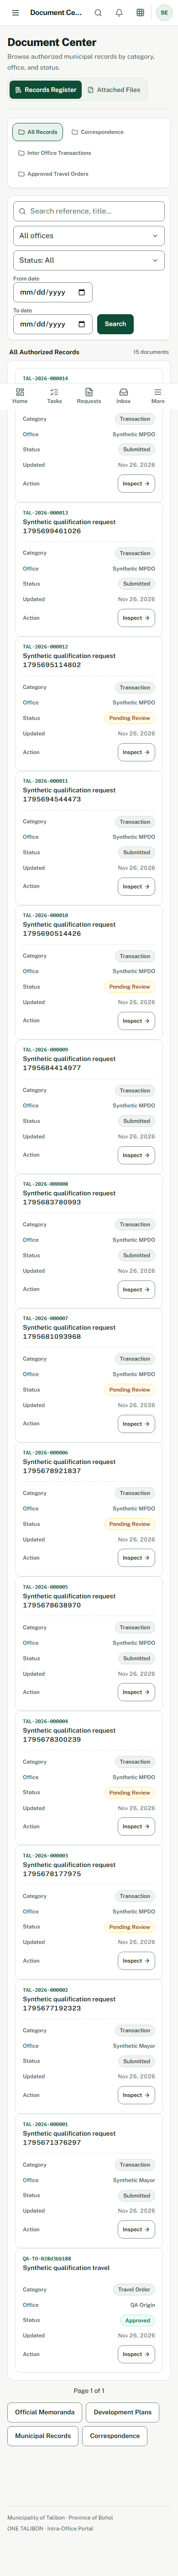 Document Ce...
SE
Document Center
Browse authorized municipal records by category,
office, and status.
Records Register
Attached Files
All Records
Correspondence
Inter Office Transactions
Approved Travel Orders
Search reference, title...
All offices
Status: All
From date
mm/dd/yyyy
To date
mm/dd/yyyy
Search
All Authorized Records
15 documents
TAL-2026-000014
Home
Tasks
Requests
Inbox
More
Category
Transaction
Office
Synthetic MPDO
Status
Submitted
Updated
Nov 26, 2026
Action
Inspect →
TAL-2026-000013
Synthetic qualification request
1795699461026
Category
Transaction
Office
Synthetic MPDO
Status
Submitted
Updated
Nov 26, 2026
Action
Inspect →
TAL-2026-000012
Synthetic qualification request
1795695114802
Category
Transaction
Office
Synthetic MPDO
Status
Pending Review
Updated
Nov 26, 2026
Action
Inspect →
TAL-2026-000011
Synthetic qualification request
1795694544473
Category
Transaction
Office
Synthetic MPDO
Status
Submitted
Updated
Nov 26, 2026
Action
Inspect →
TAL-2026-000010
Synthetic qualification request
1795690514426
Category
Transaction
Office
Synthetic MPDO
Status
Pending Review
Updated
Nov 26, 2026
Action
Inspect →
TAL-2026-000009
Synthetic qualification request
1795684414977
Category
Transaction
Office
Synthetic MPDO
Status
Submitted
Updated
Nov 26, 2026
Action
Inspect →
TAL-2026-000008
Synthetic qualification request
1795683780993
Category
Transaction
Office
Synthetic MPDO
Status
Submitted
Updated
Nov 26, 2026
Action
Inspect →
TAL-2026-000007
Synthetic qualification request
1795681093968
Category
Transaction
Office
Synthetic MPDO
Status
Pending Review
Updated
Nov 26, 2026
Action
Inspect →
TAL-2026-000006
Synthetic qualification request
1795678921837
Category
Transaction
Office
Synthetic MPDO
Status
Pending Review
Updated
Nov 26, 2026
Action
Inspect →
TAL-2026-000005
Synthetic qualification request
1795678638970
Category
Transaction
Office
Synthetic MPDO
Status
Submitted
Updated
Nov 26, 2026
Action
Inspect →
TAL-2026-000004
Synthetic qualification request
1795678300239
Category
Transaction
Office
Synthetic MPDO
Status
Pending Review
Updated
Nov 26, 2026
Action
Inspect →
TAL-2026-000003
Synthetic qualification request
1795678177975
Category
Transaction
Office
Synthetic MPDO
Status
Pending Review
Updated
Nov 26, 2026
Action
Inspect →
TAL-2026-000002
Synthetic qualification request
1795677192323
Category
Transaction
Office
Synthetic Mayor
Status
Submitted
Updated
Nov 26, 2026
Action
Inspect →
TAL-2026-000001
Synthetic qualification request
1795671376297
Category
Transaction
Office
Synthetic Mayor
Status
Submitted
Updated
Nov 26, 2026
Action
Inspect →
QA-TO-028d3bb188
Synthetic qualification travel
Category
Travel Order
Office
QA Origin
Status
Approved
Updated
Nov 26, 2026
Action
Inspect →
Page 1 of 1
Official Memoranda
Development Plans
Municipal Records
Correspondence
Municipality of Talibon · Province of Bohol
ONE TALIBON · Intra-Office Portal